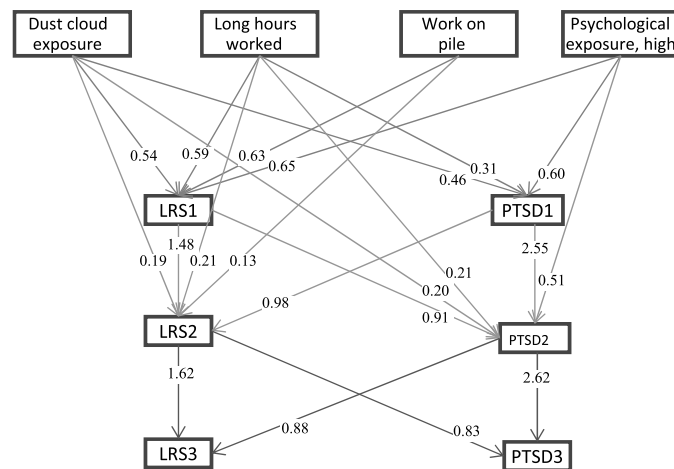 Dust cloud
exposure
Long hours
worked
Work on
pile
Psychological
exposure, high
0.54
0.59
0.63
0.65
0.46
0.31
0.60
LRS1
PTSD1
1.48
2.55
0.19
0.21
0.13
0.98
0.20
0.91
0.21
0.51
LRS2
PTSD2
1.62
2.62
0.88
0.83
LRS3
PTSD3